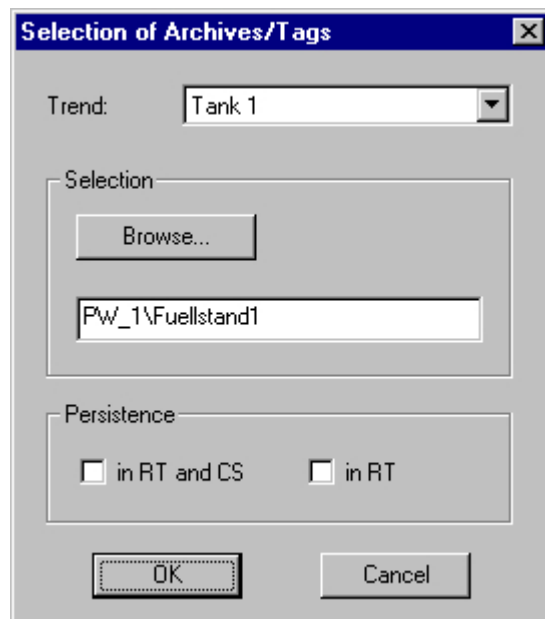 Selection of Archives/Tags
Trend: Tank 1
Selection
Browse...
PW_1\Fuellstand1
Persistence
in RT and CS in RT
OK Cancel